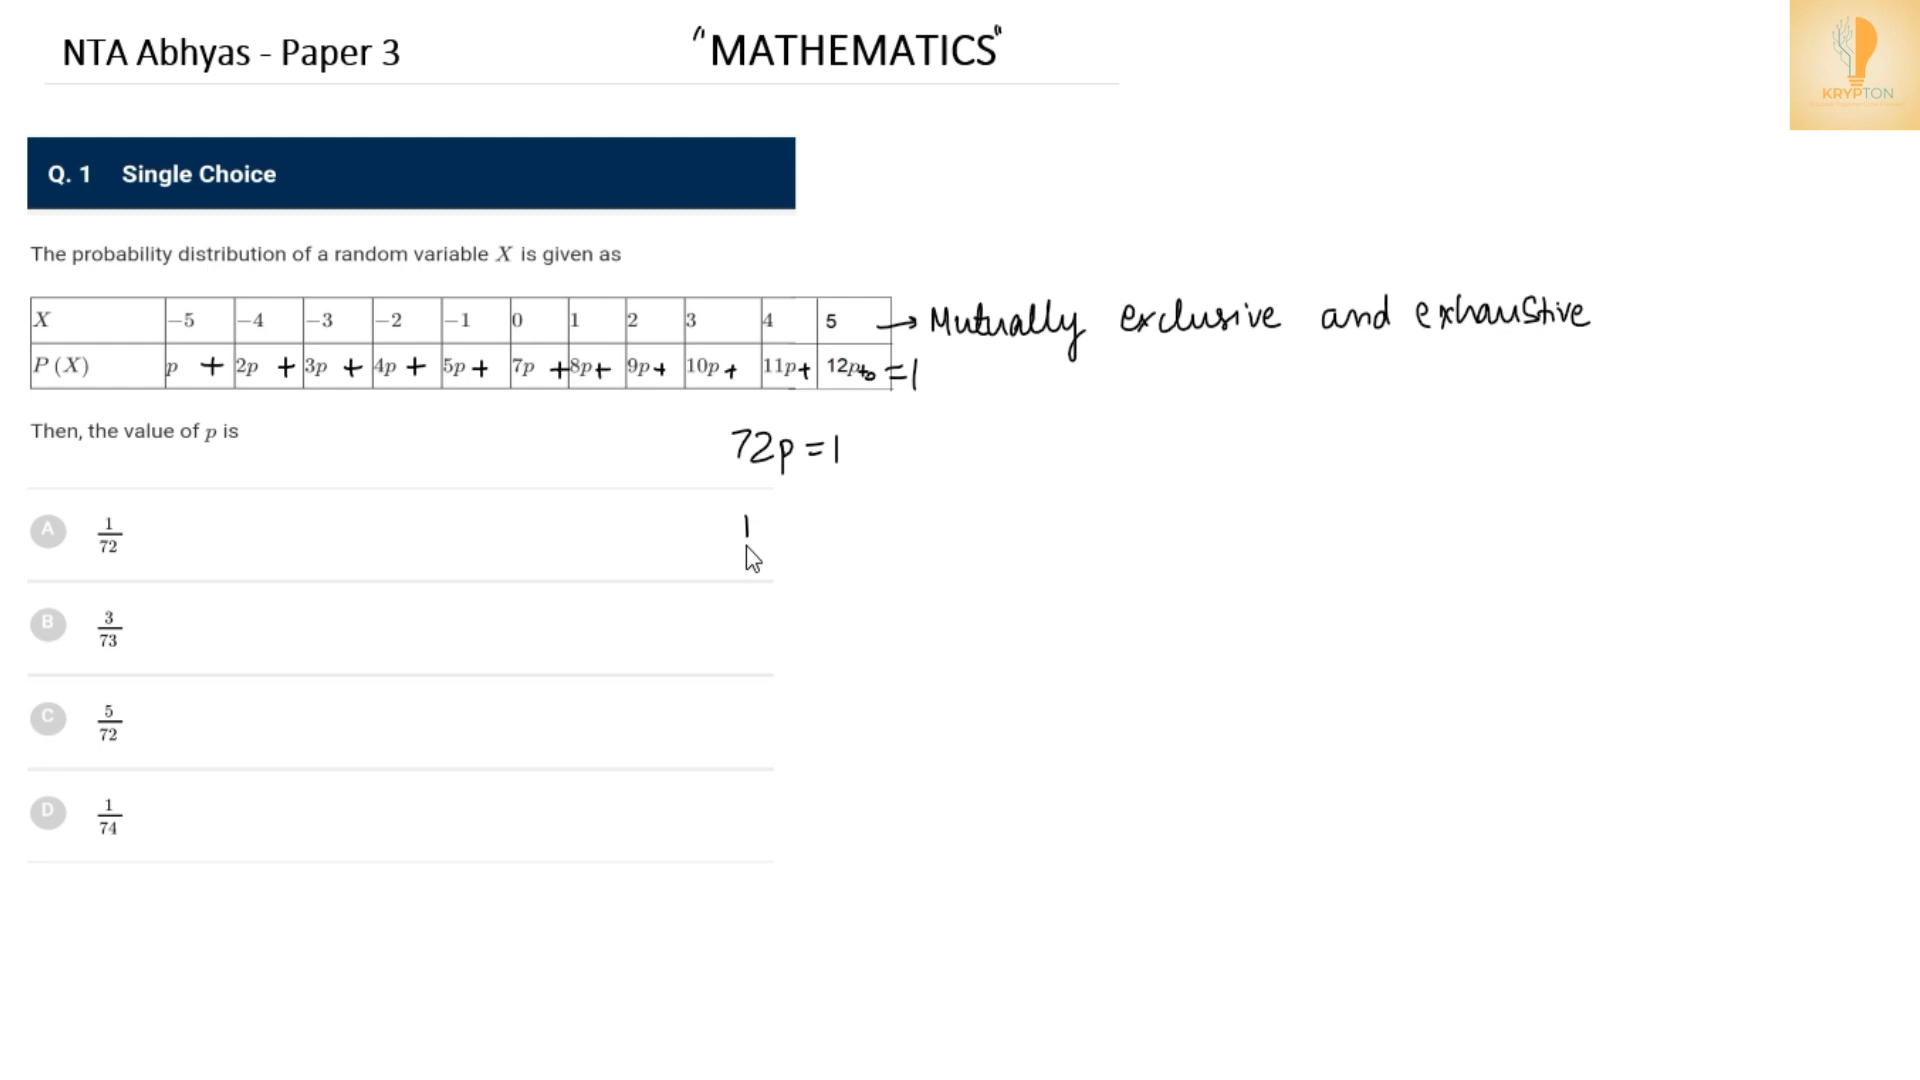 NTA Abhyas - Paper 3
"MATHEMATICS"
KRYPTON
Q. 1 Single Choice
The probability distribution of a random variable X is given as
X −5 −4 −3 −2 −1 0 1 2 3 4 5 → Mutually exclusive and exhaustive
P (X) p + 2p + 3p + 4p + 5p + 7p + 8p + 9p + 10p + 11p + 12p +0 = 1
Then, the value of p is
72p = 1
A 1/72
1
B 3/73
C 5/72
D 1/74